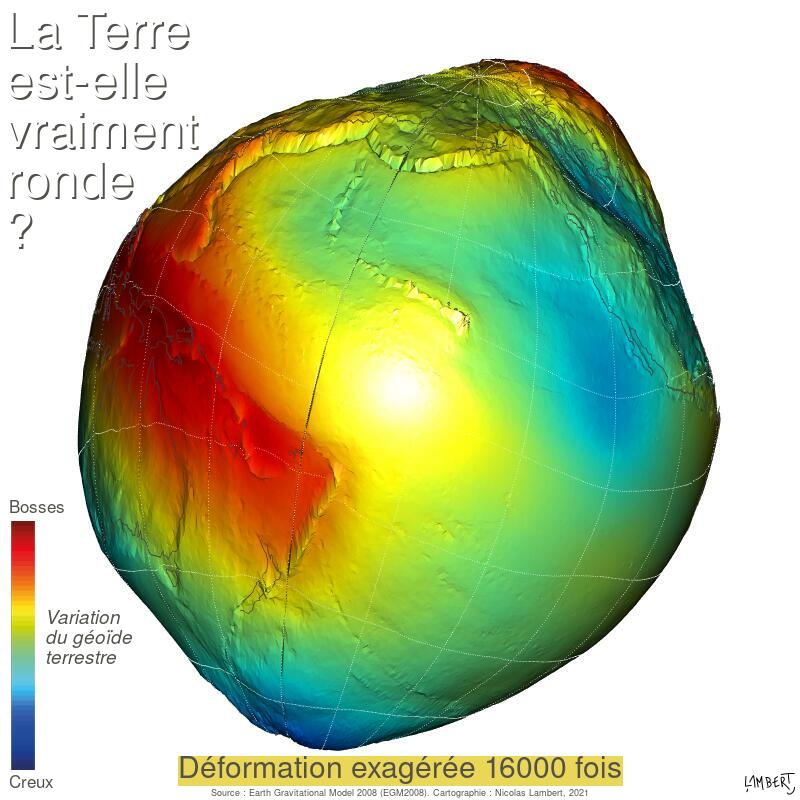 La Terre
est-elle
vraiment
ronde
?
Bosses
Variation
du géoïde
terrestre
Creux
Déformation exagérée 16000 fois
Source : Earth Gravitational Model 2008 (EGM2008). Cartographie : Nicolas Lambert, 2021
LAMBERT